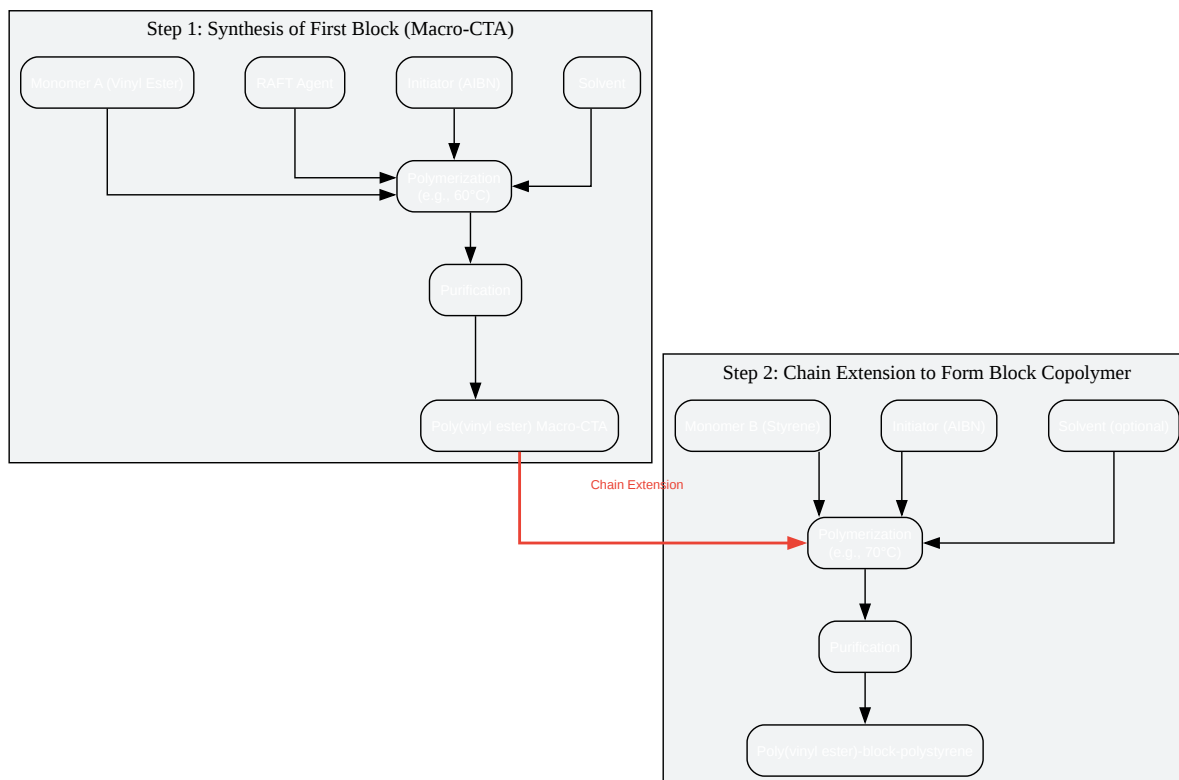 Step 1: Synthesis of First Block (Macro-CTA)
Monomer A (Vinyl Ester)
RAFT Agent
Initiator (AIBN)
Solvent
Polymerization
(e.g., 60°C)
Purification
Poly(vinyl ester) Macro-CTA
Chain Extension
Step 2: Chain Extension to Form Block Copolymer
Monomer B (Styrene)
Initiator (AIBN)
Solvent (optional)
Polymerization
(e.g., 70°C)
Purification
Poly(vinyl ester)-block-polystyrene